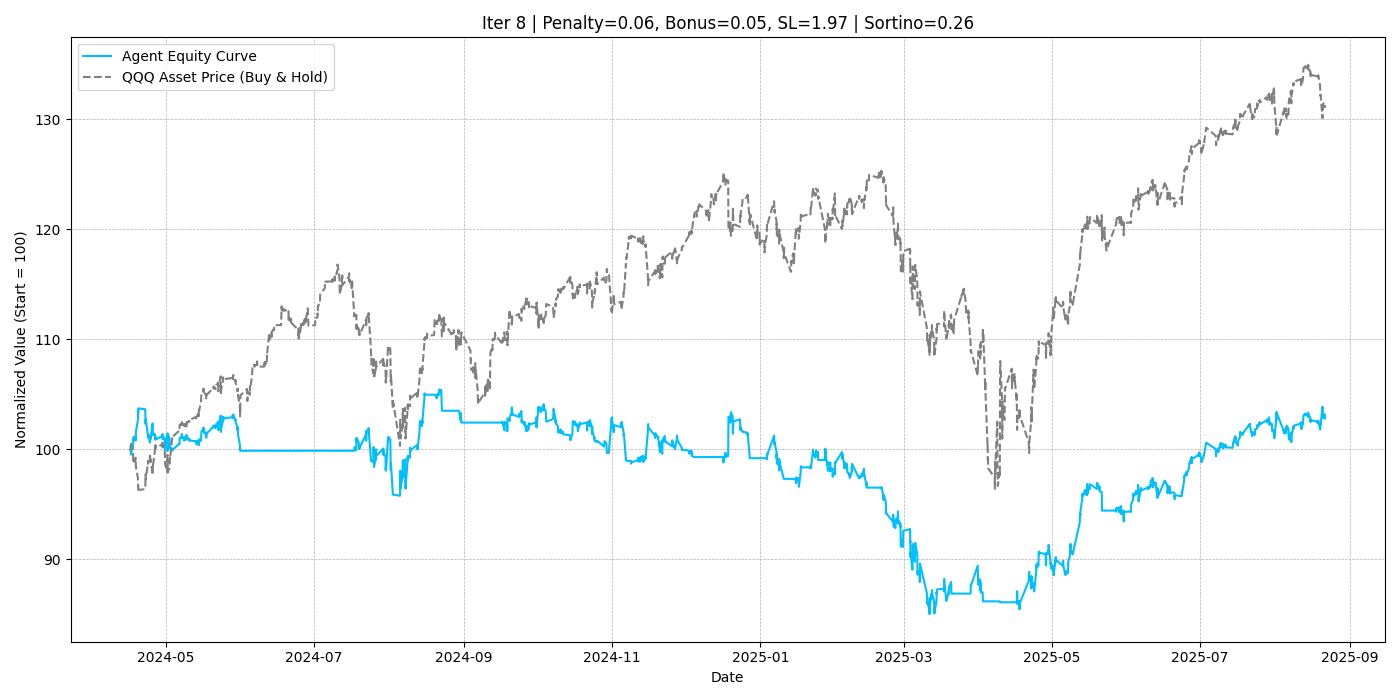 Iter 8 | Penalty=0.06, Bonus=0.05, SL=1.97 | Sortino=0.26
Agent Equity Curve
QQQ Asset Price (Buy & Hold)
Normalized Value (Start = 100)
130
120
110
100
90
2024-05
2024-07
2024-09
2024-11
2025-01
2025-03
2025-05
2025-07
2025-09
Date